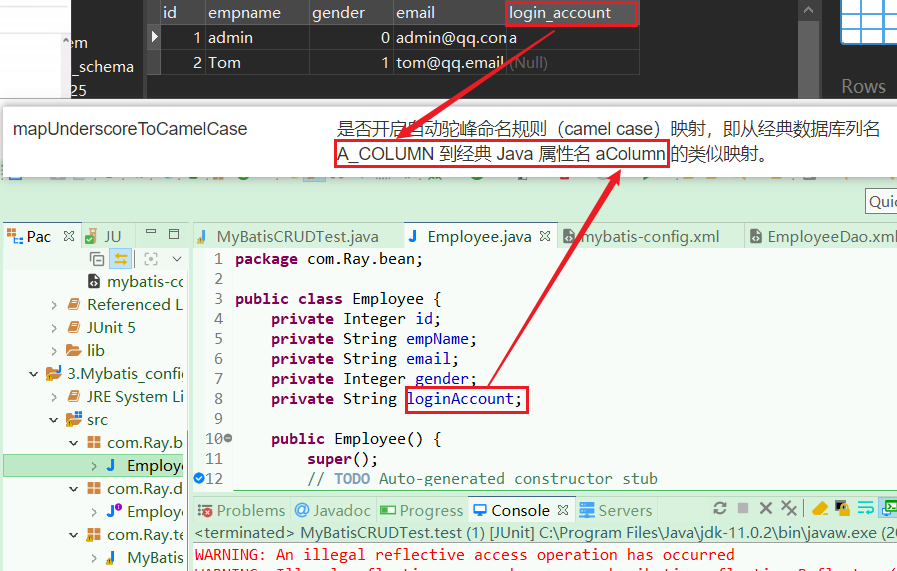 id empname gender email login_account
1 admin 0 admin@qq.con a
2 Tom 1 tom@qq.email (Null)
em
_schema
25
Rows
mapUnderscoreToCamelCase
是否开启自动驼峰命名规则（camel case）映射，即从经典数据库列名
A_COLUMN 到经典 Java 属性名 aColumn 的类似映射。
Quic
Pac JU
MyBatisCRUDTest.java Employee.java mybatis-config.xml EmployeeDao.xml
mybatis-co
Referenced L
JUnit 5
lib
3.Mybatis_config
JRE System Li
src
com.Ray.b
Employe
com.Ray.d
Employe
com.Ray.te
MyBatis
1 package com.Ray.bean;
2
3 public class Employee {
4 private Integer id;
5 private String empName;
6 private String email;
7 private Integer gender;
8 private String loginAccount;
9
10 public Employee() {
11 super();
12 // TODO Auto-generated constructor stub
Problems Javadoc Progress Console Servers
<terminated> MyBatisCRUDTest.test (1) [JUnit] C:\Program Files\Java\jdk-11.0.2\bin\javaw.exe (20
WARNING: An illegal reflective access operation has occurred